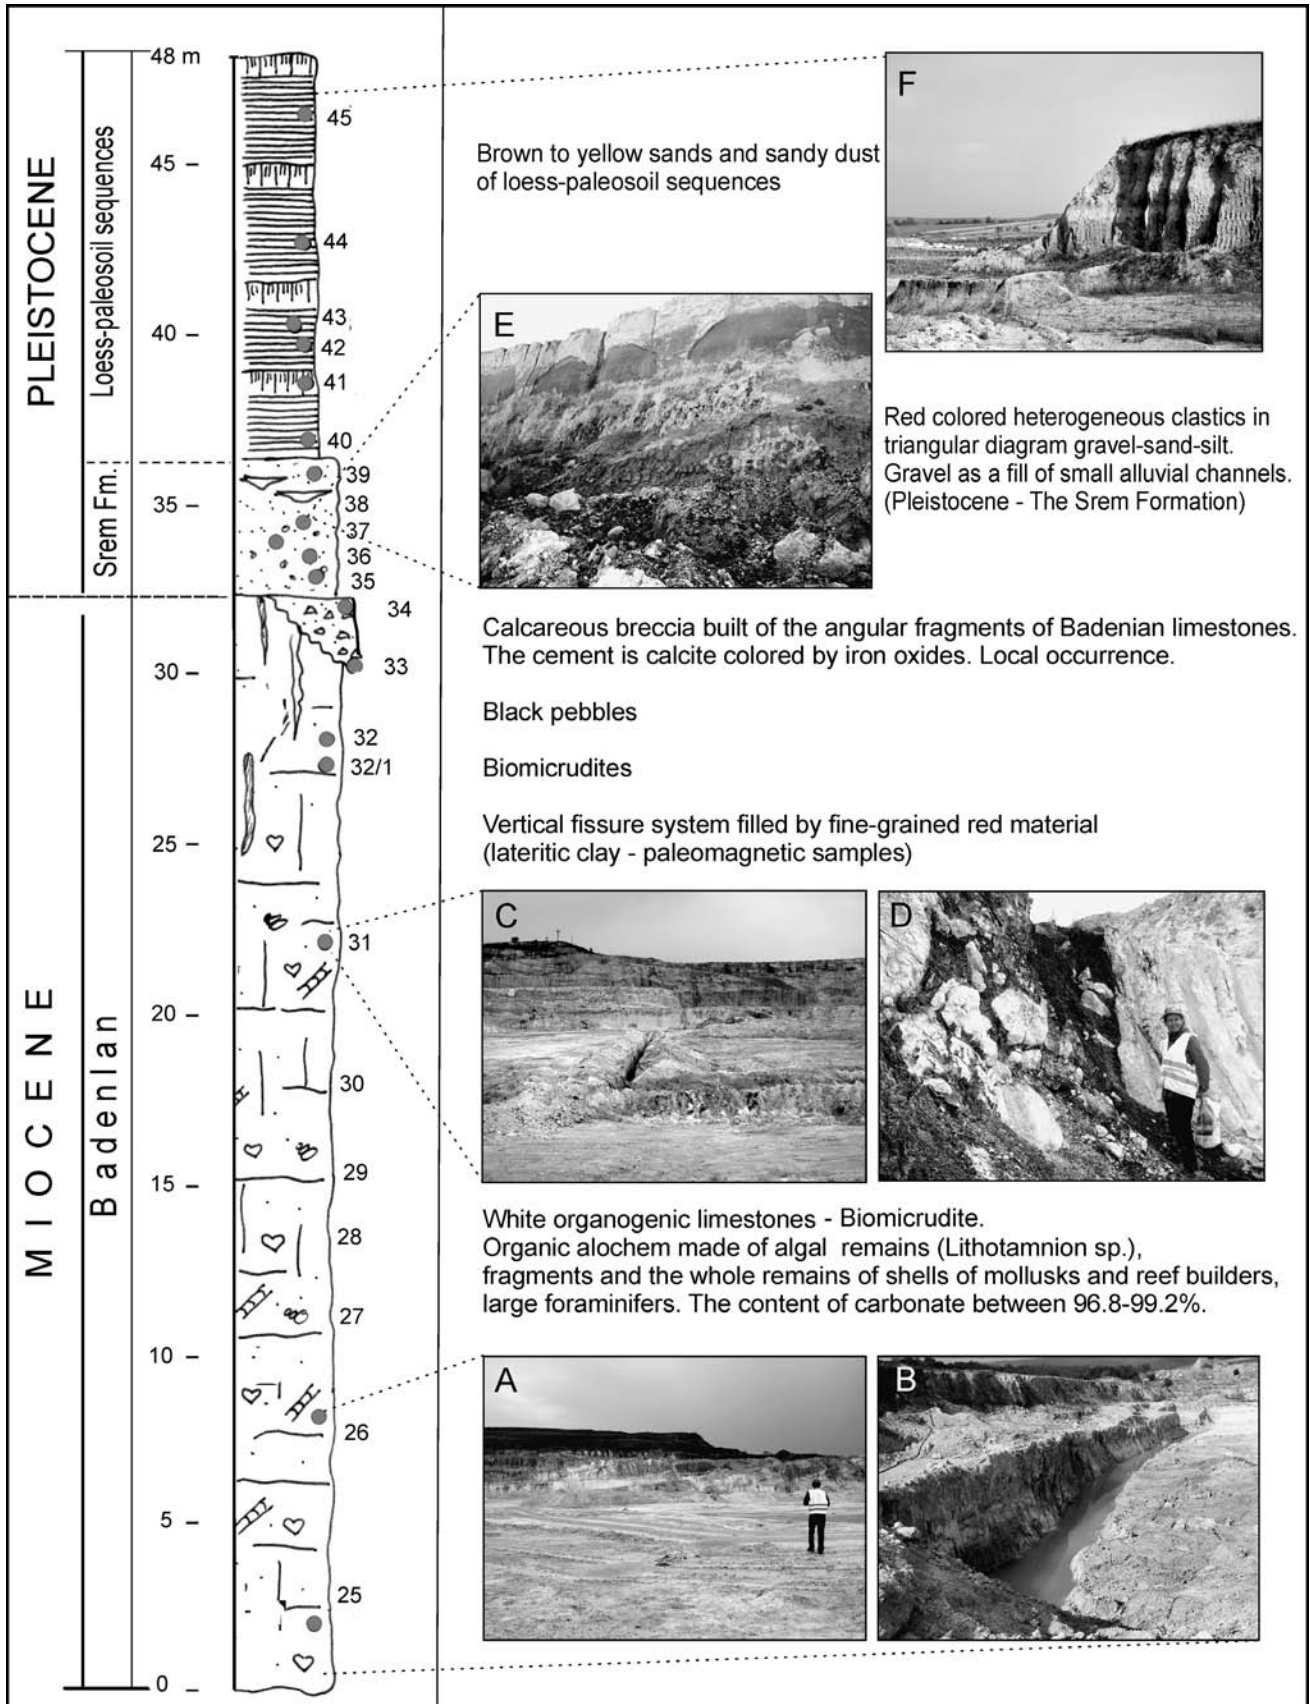 PLEISTOCENE
Loess-paleosoil sequences
Srem Fm.
MIOCENE
Badenian
48 m
45
40
35
30
25
20
15
10
5
0
45
44
43
42
41
40
39
38
37
36
35
34
33
32
32/1
31
30
29
28
27
26
25
F
Brown to yellow sands and sandy dust
of loess-paleosoil sequences
E
Red colored heterogeneous clastics in
triangular diagram gravel-sand-silt.
Gravel as a fill of small alluvial channels.
(Pleistocene - The Srem Formation)
Calcareous breccia built of the angular fragments of Badenian limestones.
The cement is calcite colored by iron oxides. Local occurrence.
Black pebbles
Biomicrudites
Vertical fissure system filled by fine-grained red material
(lateritic clay - paleomagnetic samples)
C
D
White organogenic limestones - Biomicrudite.
Organic alochem made of algal remains (Lithotamnion sp.),
fragments and the whole remains of shells of mollusks and reef builders,
large foraminifers. The content of carbonate between 96.8-99.2%.
A
B